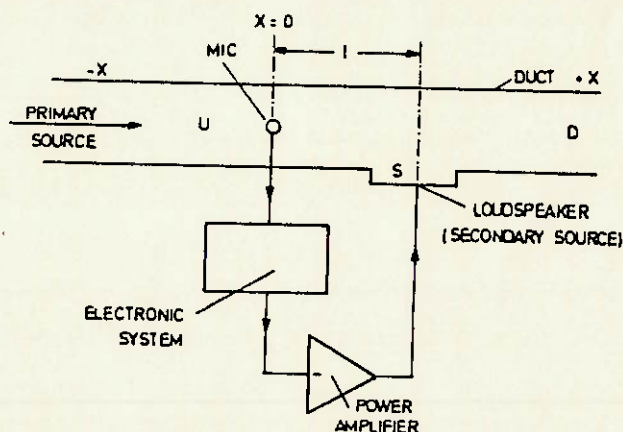 X = 0
MIC
l
-X
DUCT
+X
PRIMARY
SOURCE
U
D
S
LOUDSPEAKER
(SECONDARY SOURCE)
ELECTRONIC
SYSTEM
-
POWER
AMPLIFIER